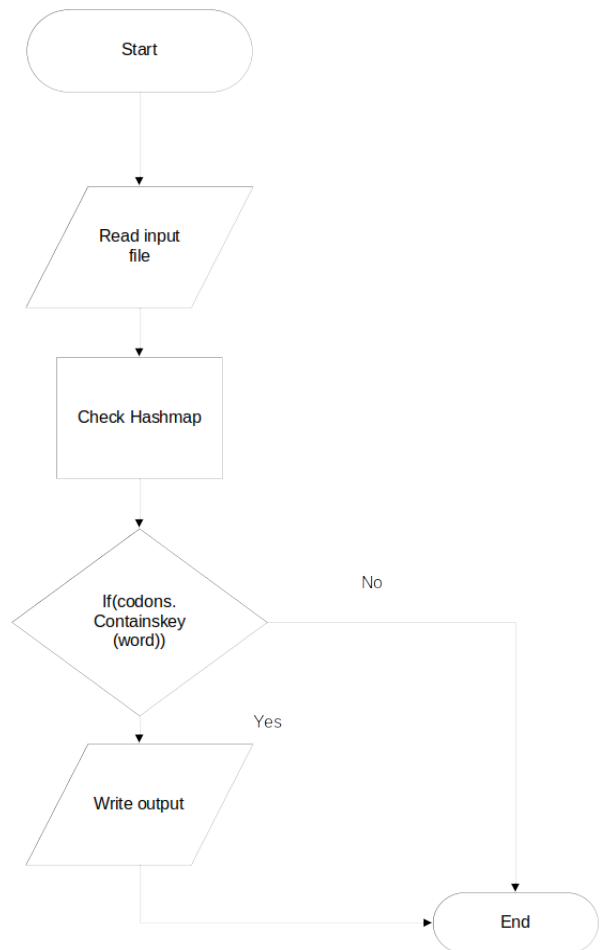 Start
Read input
file
Check Hashmap
If(codons.
Containskey
(word))
No
Yes
Write output
End